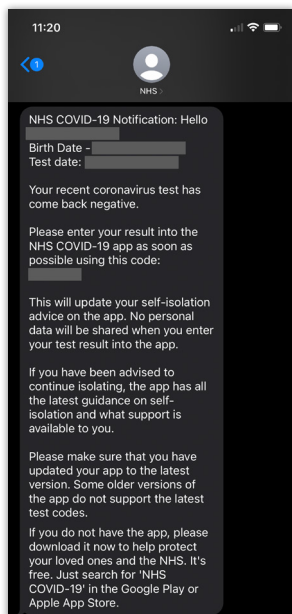 11:20
1
NHS >
NHS COVID-19 Notification: Hello
Birth Date -
Test date:
Your recent coronavirus test has
come back negative.
Please enter your result into the
NHS COVID-19 app as soon as
possible using this code:
This will update your self-isolation
advice on the app. No personal
data will be shared when you enter
your test result into the app.
If you have been advised to
continue isolating, the app has all
the latest guidance on self-
isolation and what support is
available to you.
Please make sure that you have
updated your app to the latest
version. Some older versions of
the app do not support the latest
test codes.
If you do not have the app, please
download it now to help protect
your loved ones and the NHS. It's
free. Just search for 'NHS
COVID-19' in the Google Play or
Apple App Store.